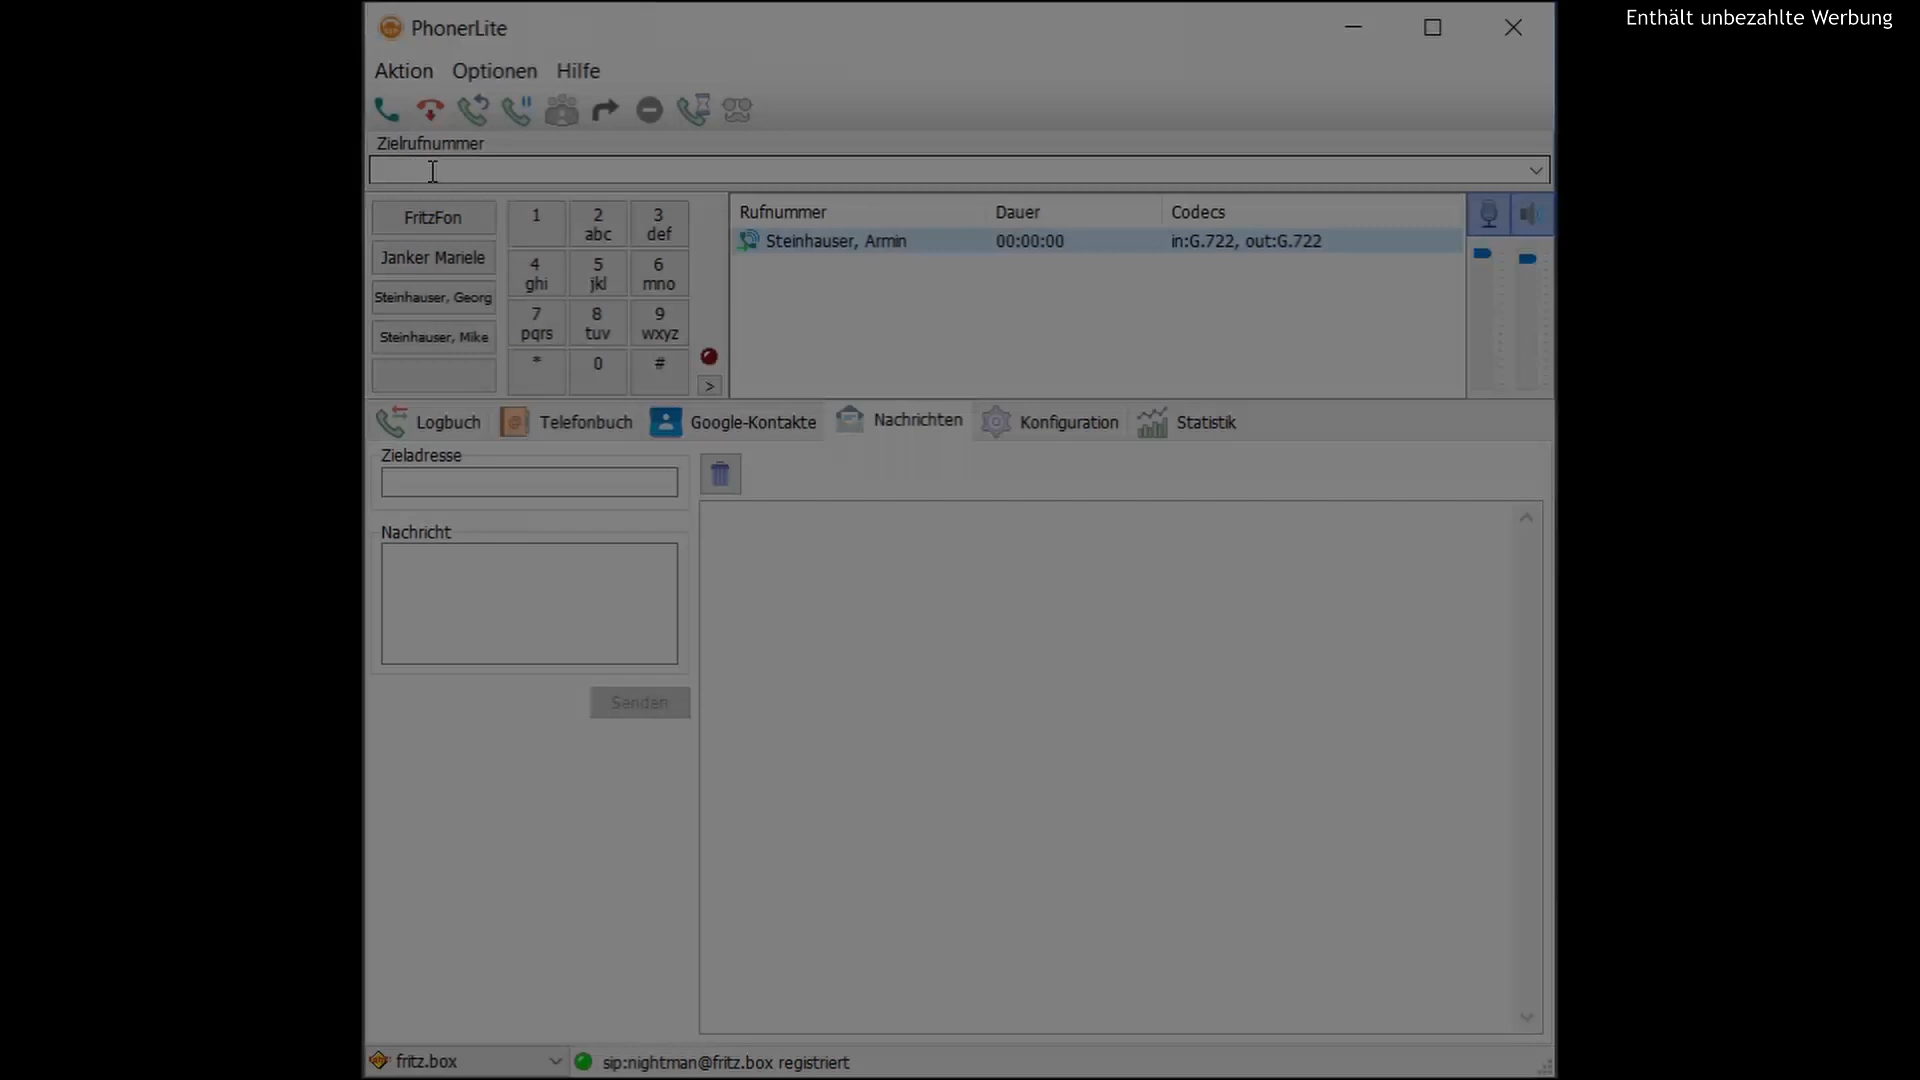 Enthält unbezahlte Werbung
PhonerLite
Aktion Optionen Hilfe
Zielrufnummer
FritzFon
Janker Mariele
Steinhauser, Georg
Steinhauser, Mike
1 2 3
abc def
4 5 6
ghi jkl mno
7 8 9
pqrs tuv wxyz
* 0 #
>
Rufnummer Dauer Codecs
Steinhauser, Armin 00:00:00 in:G.722, out:G.722
Logbuch Telefonbuch Google-Kontakte Nachrichten Konfiguration Statistik
Zieladresse
Nachricht
Senden
fritz.box sip:nightman@fritz.box registriert